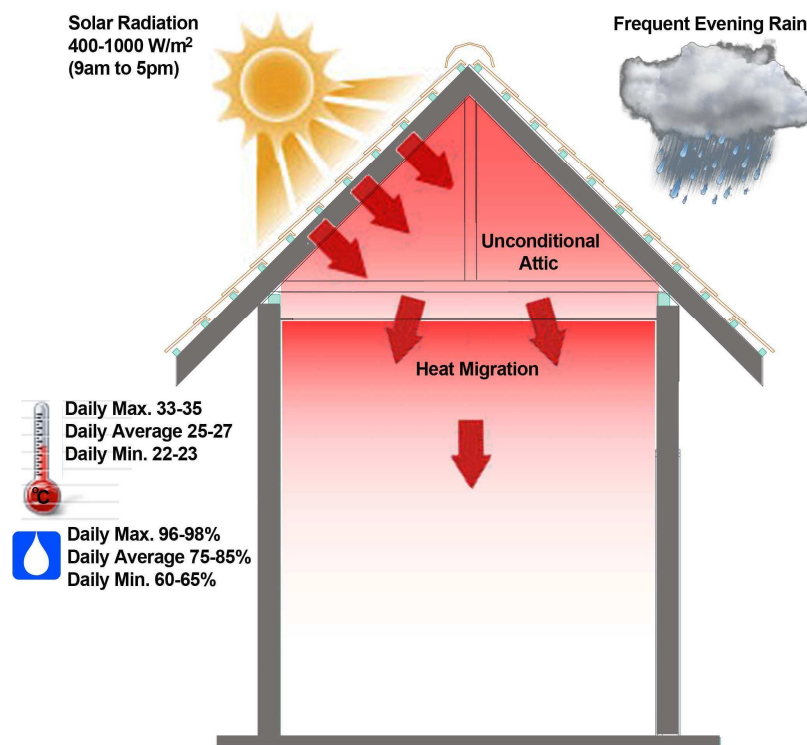 Solar Radiation
400-1000 W/m²
(9am to 5pm)
Frequent Evening Rain
Unconditional
Attic
Heat Migration
Daily Max. 33-35
Daily Average 25-27
Daily Min. 22-23
°C
Daily Max. 96-98%
Daily Average 75-85%
Daily Min. 60-65%